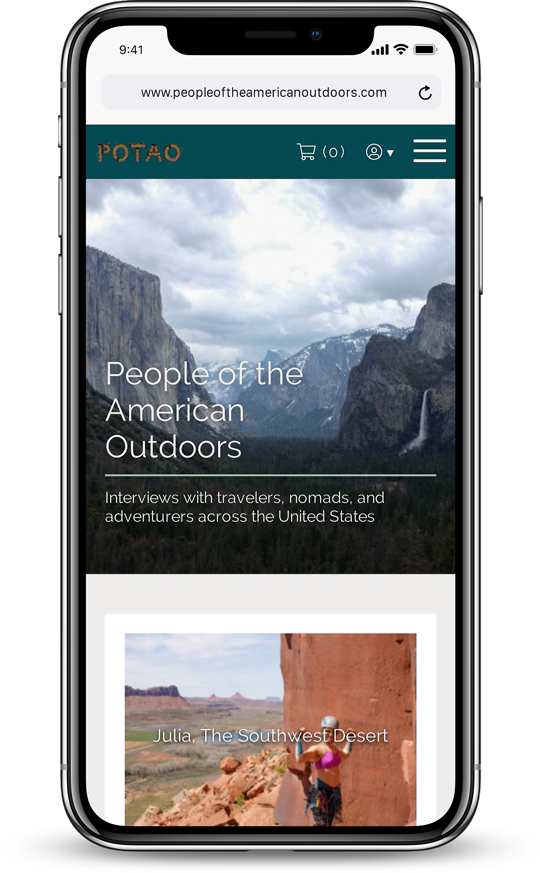 9:41
www.peopleoftheamericanoutdoors.com
POTAO
(0)
People of the
American
Outdoors
Interviews with travelers, nomads, and
adventurers across the United States
Julia, The Southwest Desert